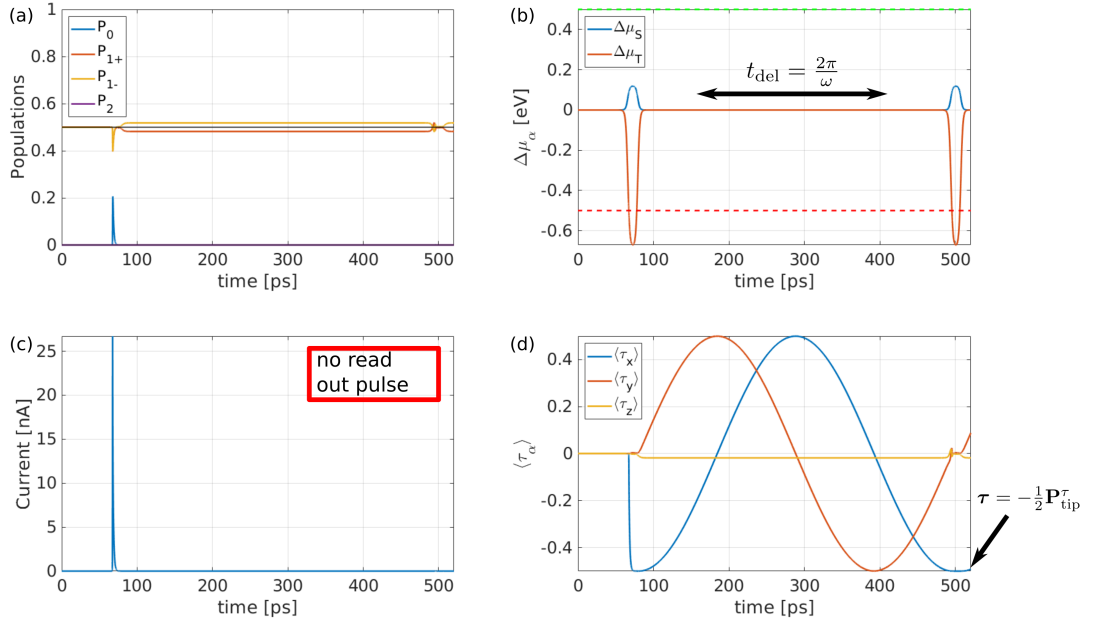 (a)
1
0.8
0.6
0.4
0.2
0
Populations
P0
P1+
P1-
P2
0 100 200 300 400 500
time [ps]
(b)
0.4
0.2
0
-0.2
-0.4
-0.6
Δμα [eV]
ΔμS
ΔμT
tdel = 2π/ω
0 100 200 300 400 500
time [ps]
(c)
25
20
15
10
5
0
Current [nA]
no read
out pulse
0 100 200 300 400 500
time [ps]
(d)
0.4
0.2
0
-0.2
-0.4
⟨τα⟩
⟨τx⟩
⟨τy⟩
⟨τz⟩
τ = −½Pτtip
0 100 200 300 400 500
time [ps]